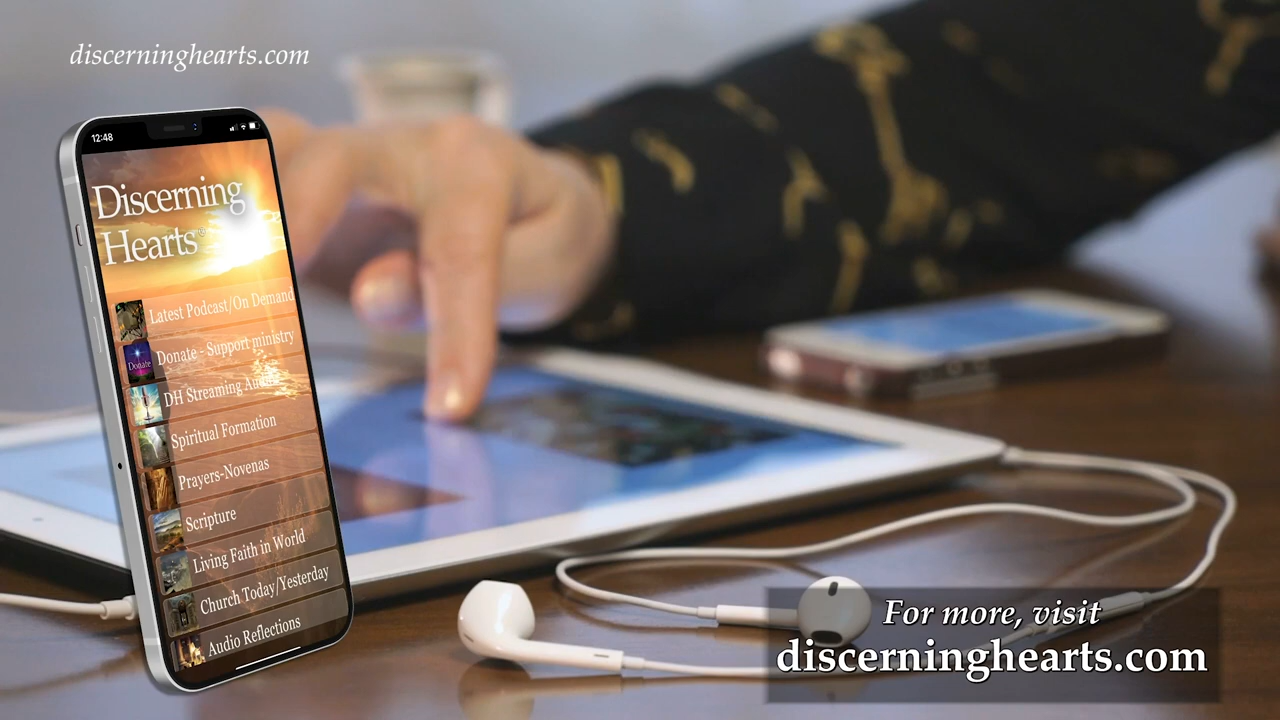 discerninghearts.com
12:48
Discerning
Hearts®
Latest Podcast/On Demand
Donate
Donate - Support ministry
DH Streaming Audio
Spiritual Formation
Prayers-Novenas
Scripture
Living Faith in World
Church Today/Yesterday
Audio Reflections
For more, visit
discerninghearts.com